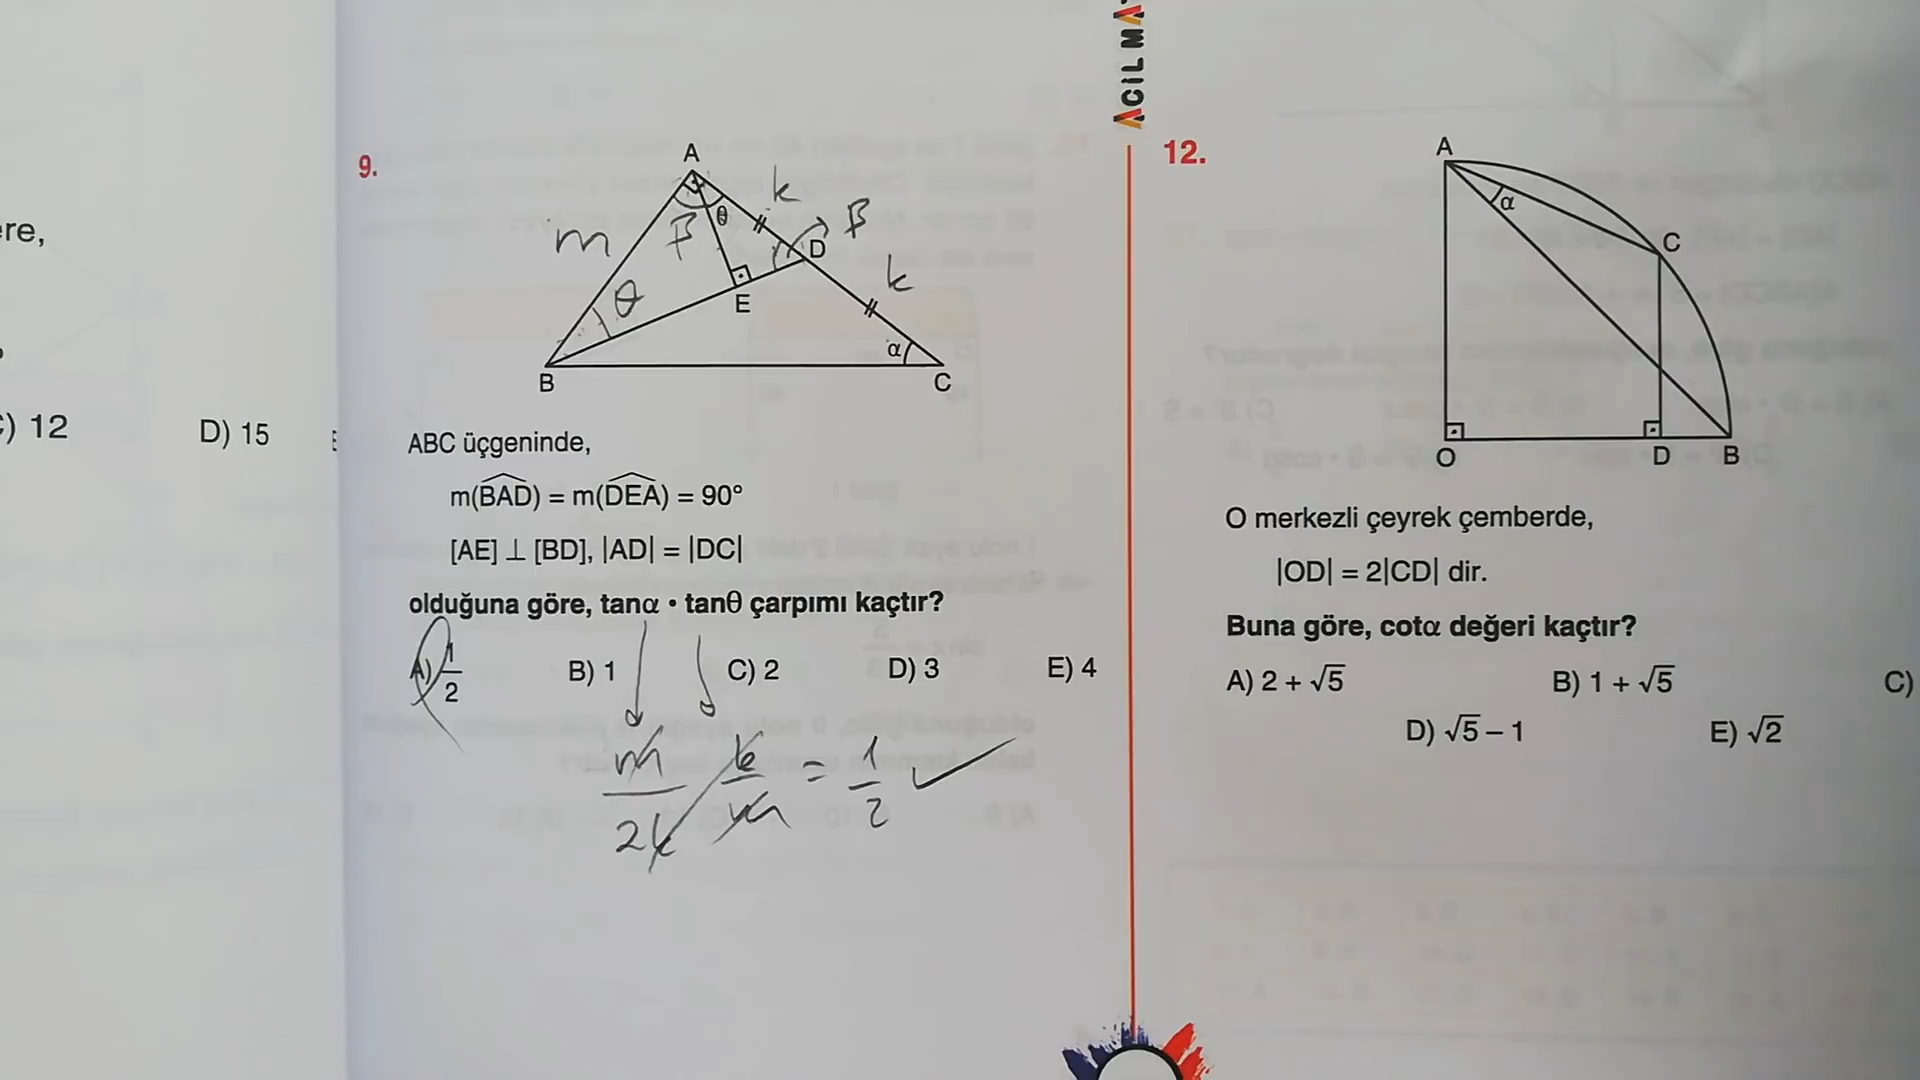 re,
C) 12 D) 15 E
9.
A
k
m
β
θ
β
D
k
θ
E
α
B
C
ABC üçgeninde,
m(BAD) = m(DEA) = 90°
[AE] ⊥ [BD], |AD| = |DC|
olduğuna göre, tanα • tanθ çarpımı kaçtır?
A) 1/2 B) 1 C) 2 D) 3 E) 4
m/2k k/m = 1/2 ✓
ACİL MA
12.
A
α
C
O
D
B
O merkezli çeyrek çemberde,
|OD| = 2|CD| dir.
Buna göre, cotα değeri kaçtır?
A) 2 + √5 B) 1 + √5 C)
D) √5 – 1 E) √2